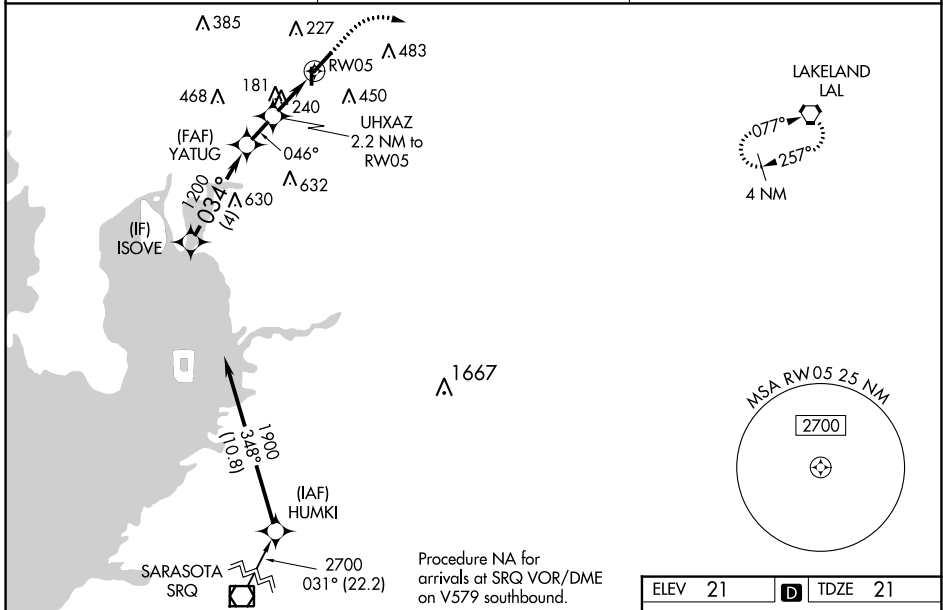 385
227
483
RW05
181
468
240
450
UHXAZ
2.2 NM to
RW05
(FAF)
YATUG
046°
632
1200
034°
(4)
630
(IF)
ISOVE
LAKELAND
LAL
077°
257°
4 NM
1667
MSA RW05 25 NM
2700
1900
348°
(10.8)
(IAF)
HUMKI
SARASOTA
SRQ
2700
031° (22.2)
Procedure NA for
arrivals at SRQ VOR/DME
on V579 southbound.
ELEV 21 D TDZE 21